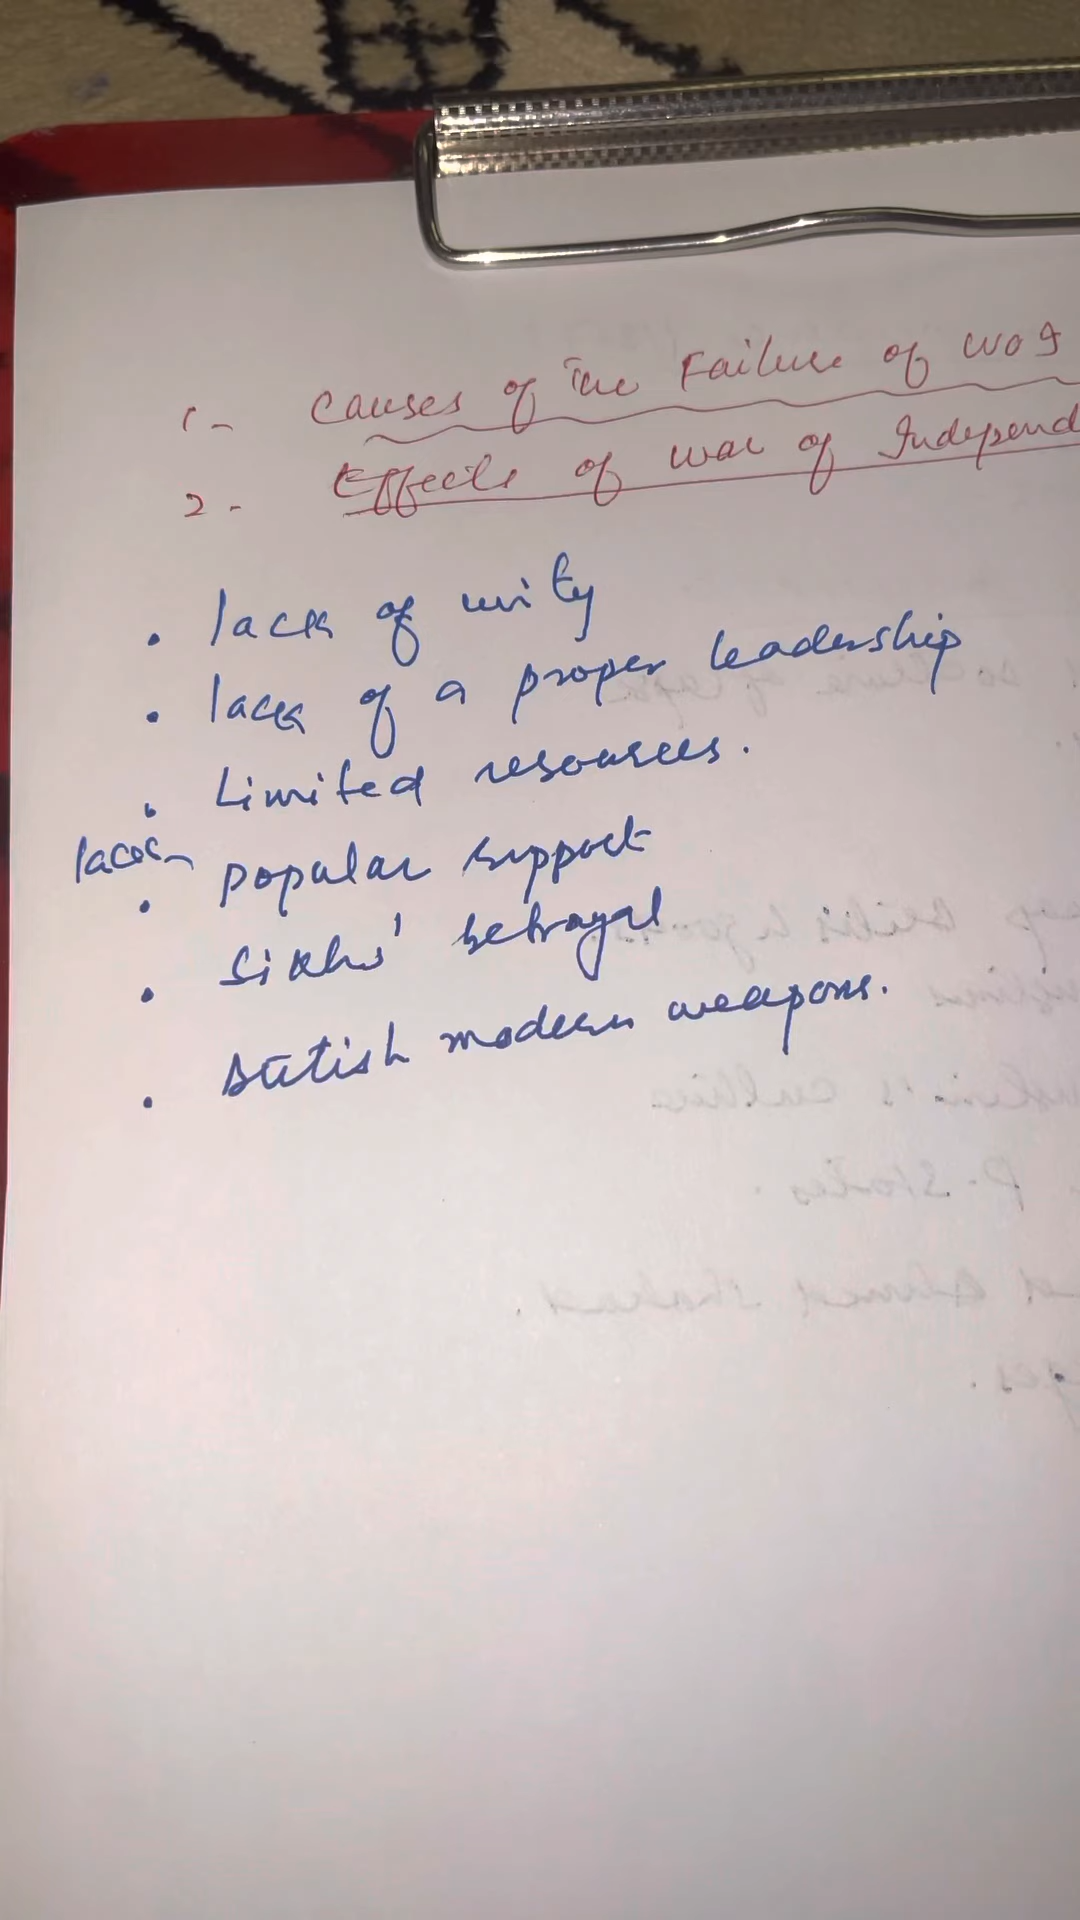 1- Causes of The Failure of WOI
2- Effects of War of Independ
• lack of unity
• lack of a proper leadership
• Limited resources.
lack
• popular support
• Sikhs' betrayal
• British modern weapons.